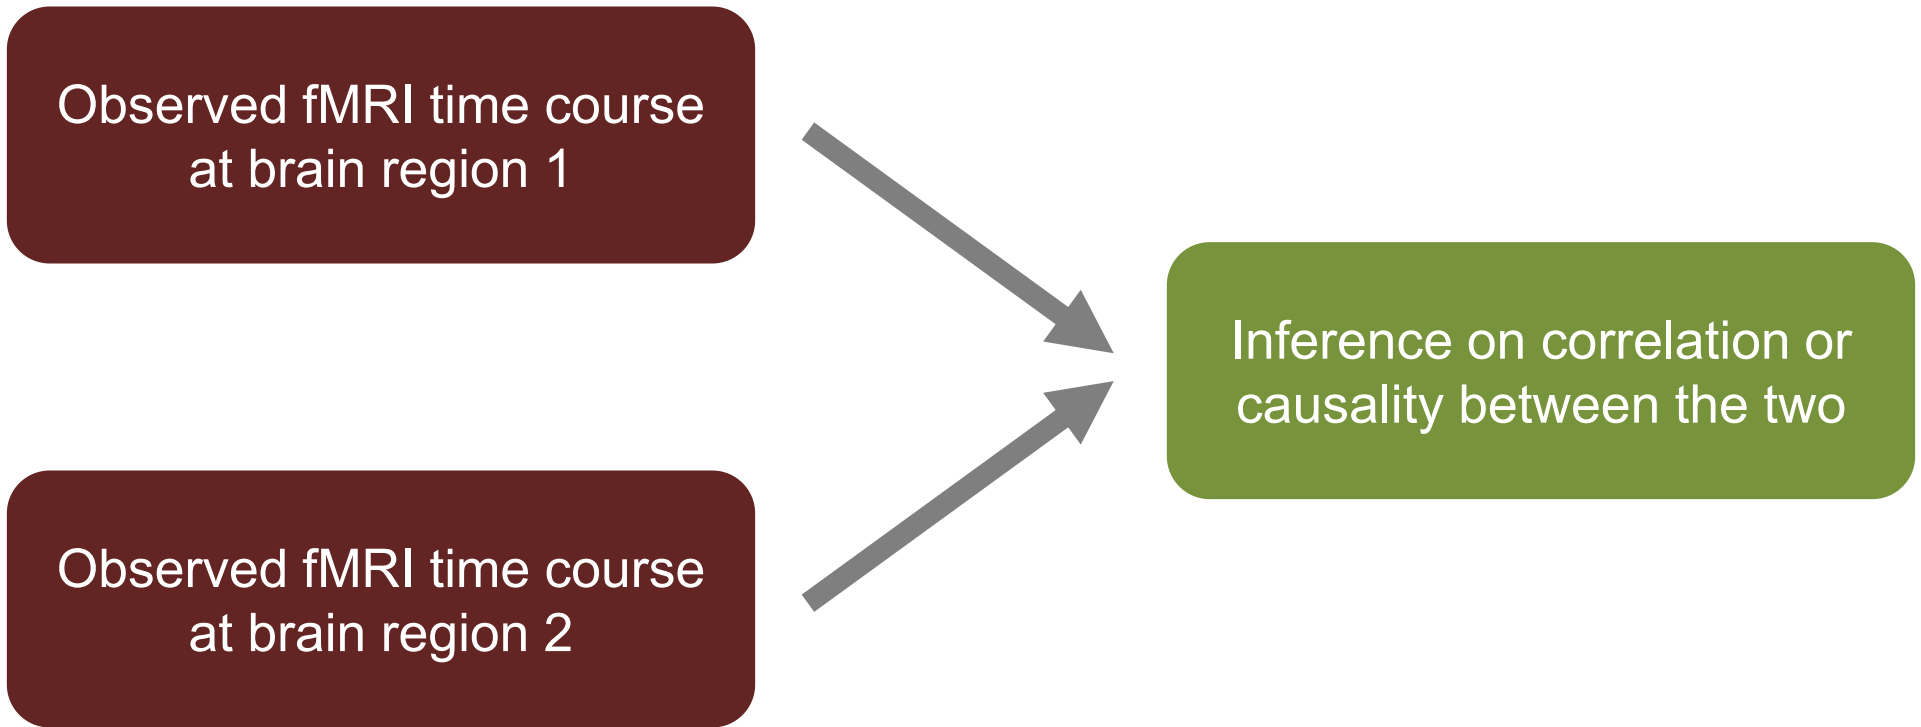 Observed fMRI time course
at brain region 1
Inference on correlation or
causality between the two
Observed fMRI time course
at brain region 2